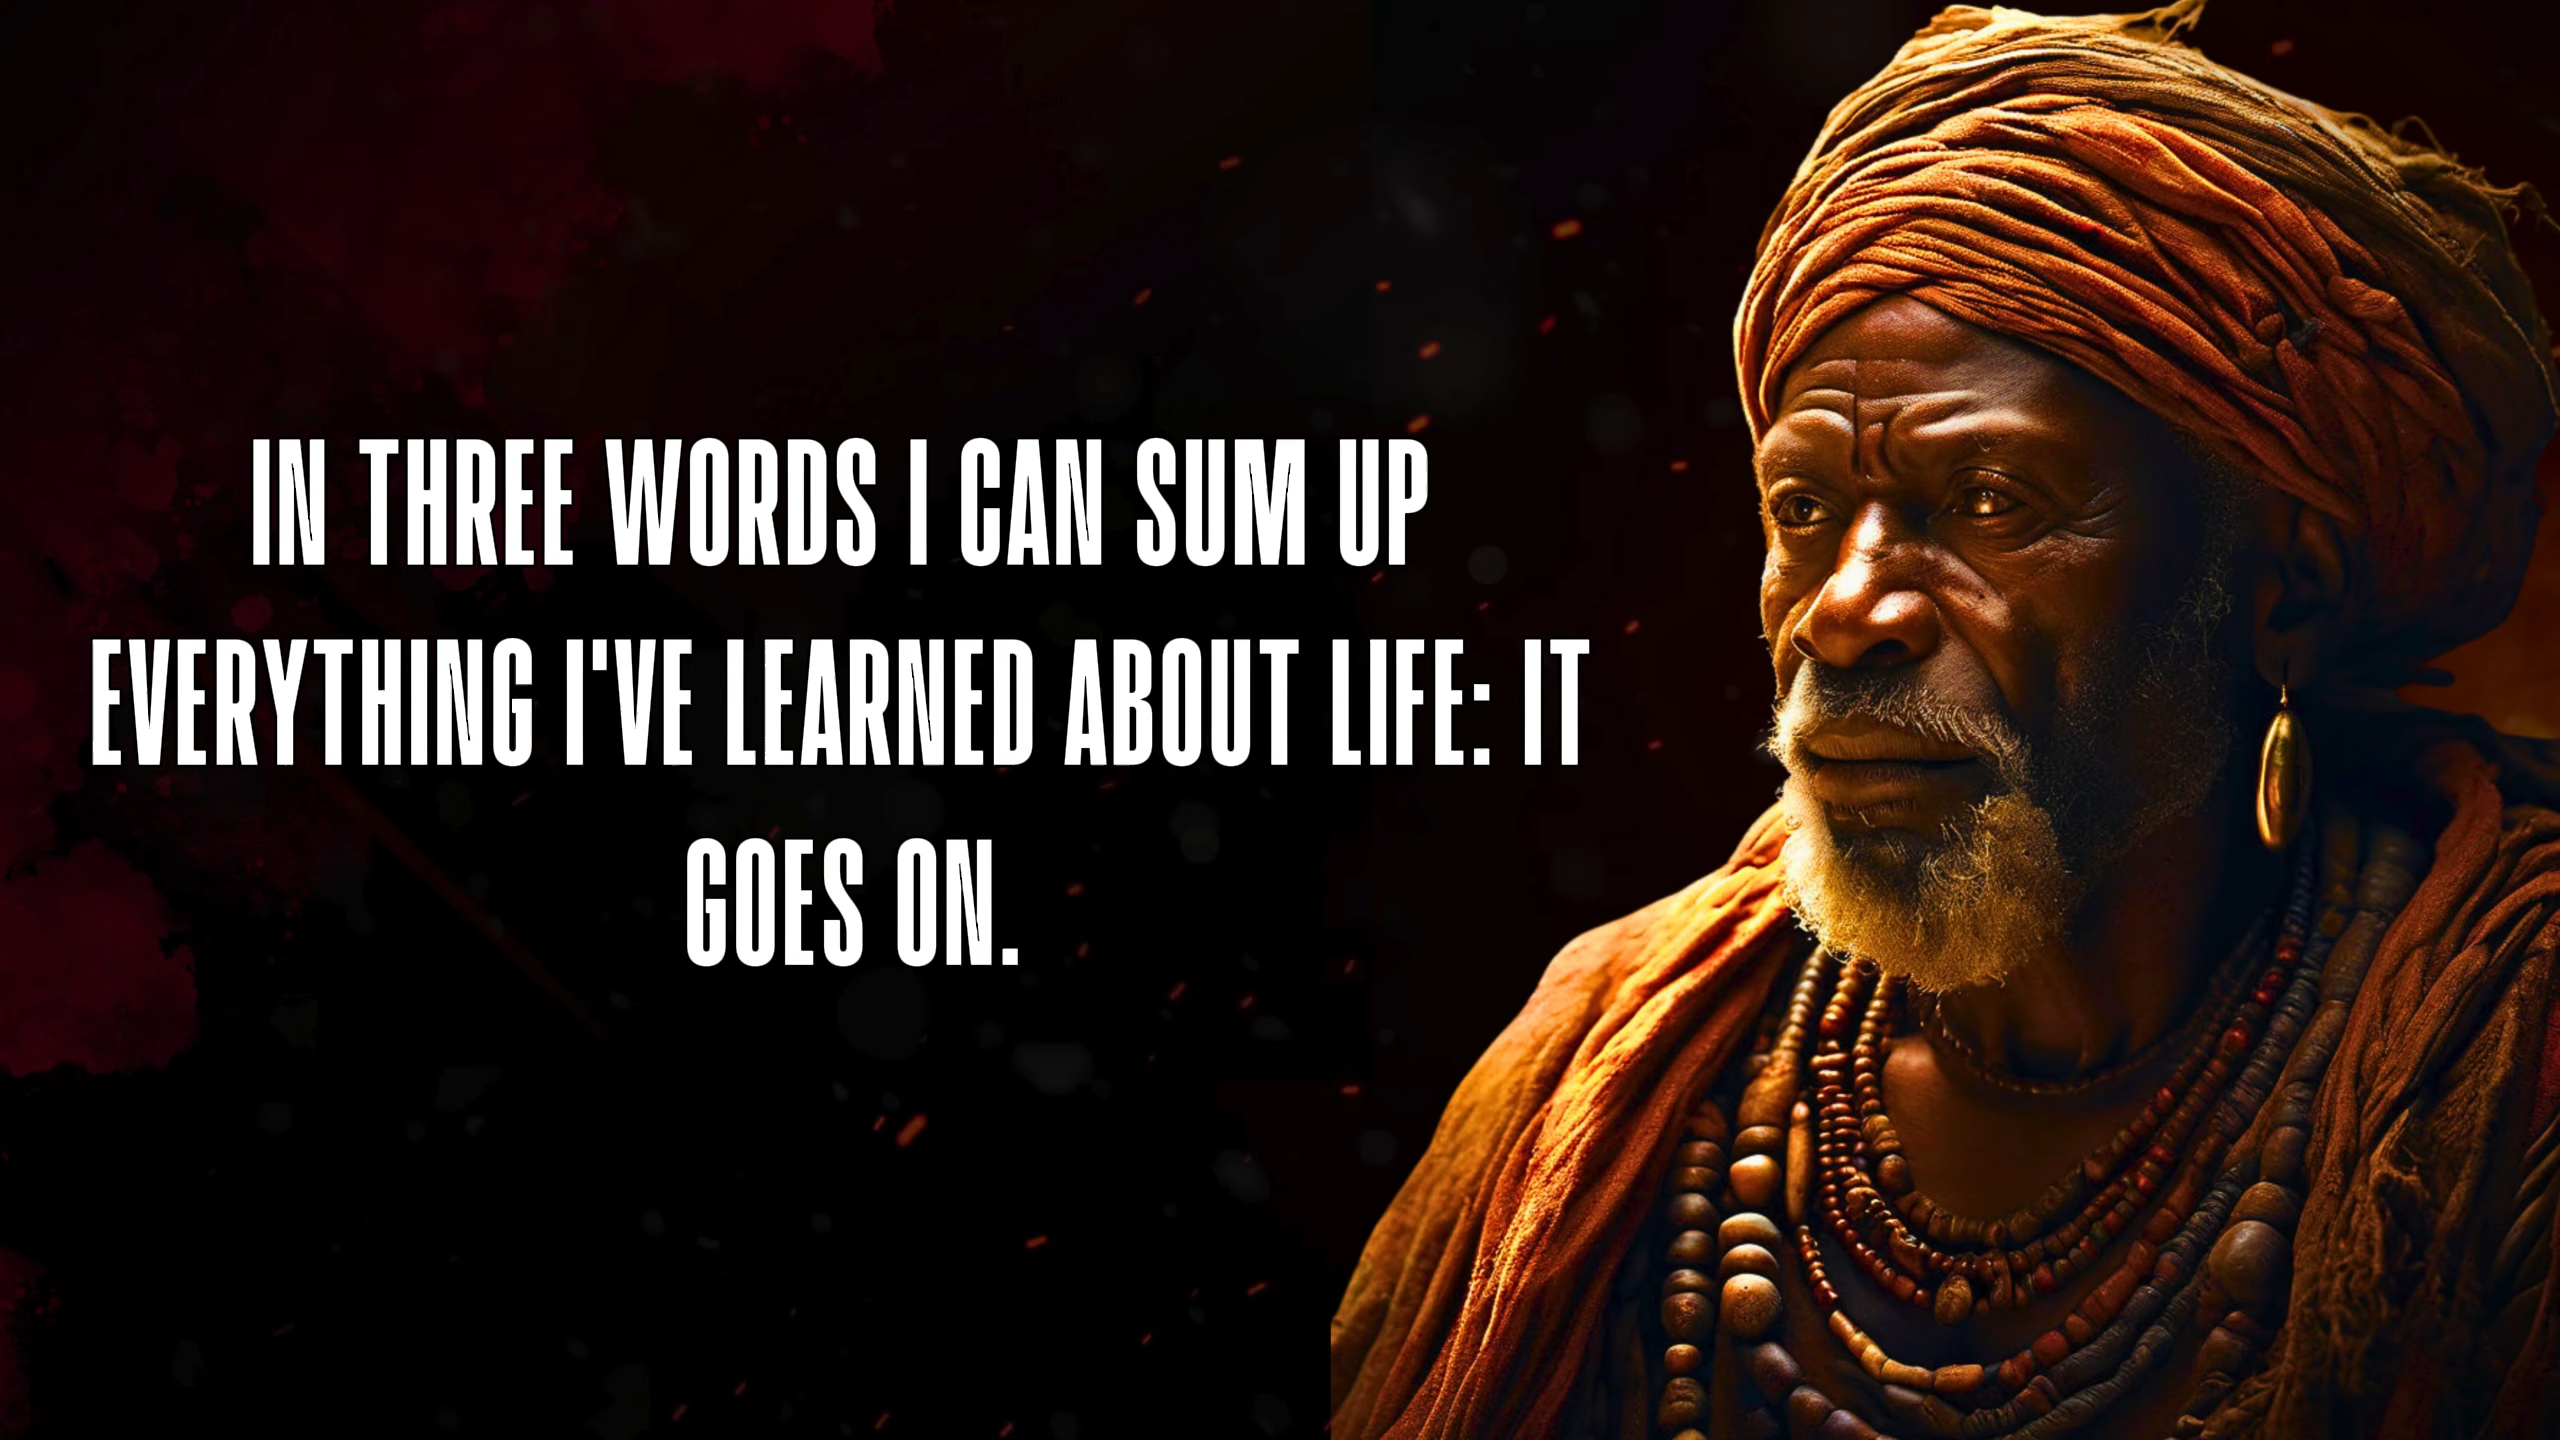 IN THREE WORDS I CAN SUM UP
EVERYTHING I'VE LEARNED ABOUT LIFE: IT
GOES ON.